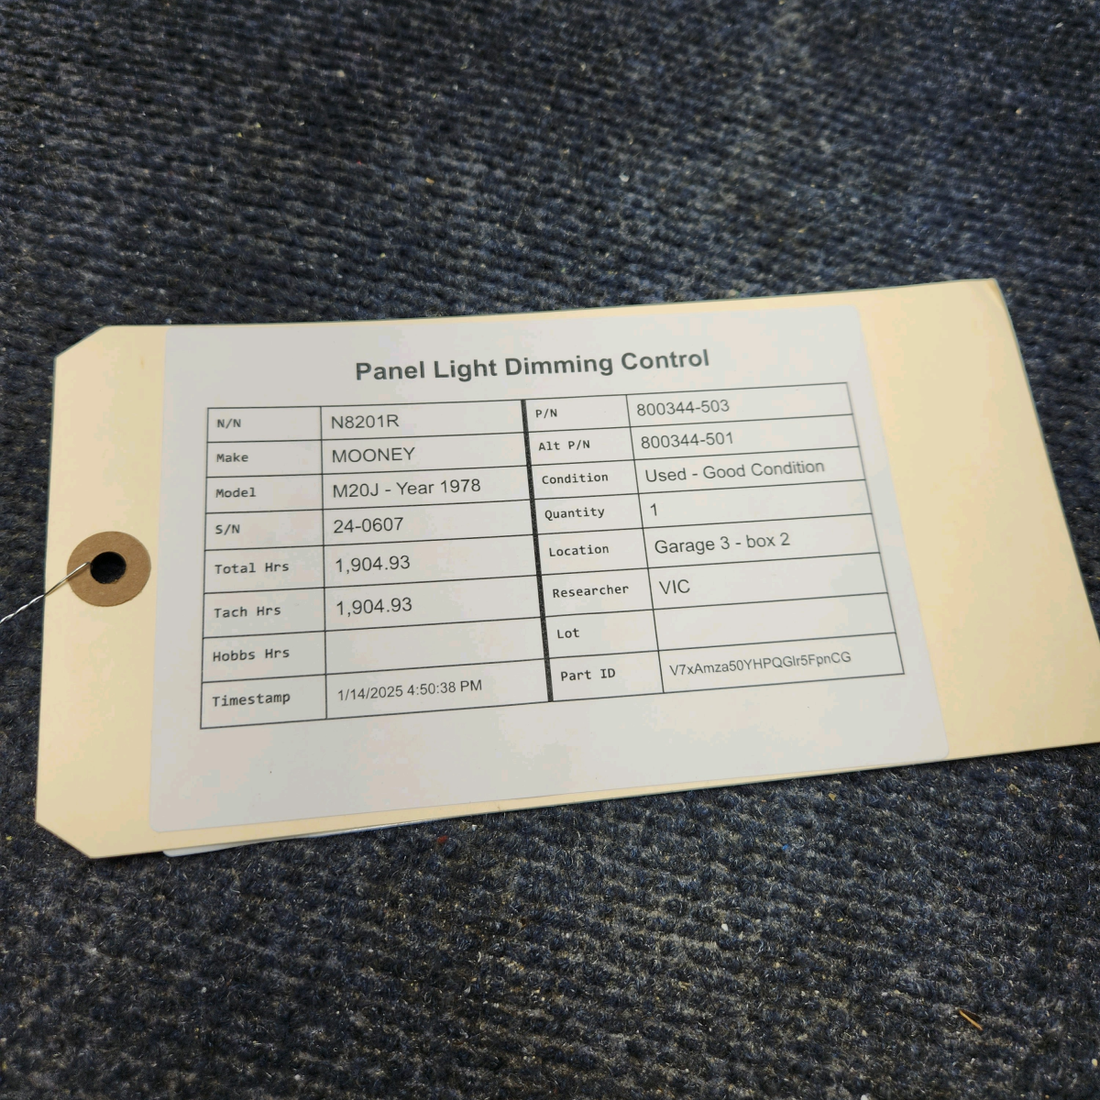 Panel Light Dimming Control
N/N N8201R P/N 800344-503
Make MOONEY Alt P/N 800344-501
Model M20J - Year 1978 Condition Used - Good Condition
S/N 24-0607 Quantity 1
Total Hrs 1,904.93 Location Garage 3 - box 2
Tach Hrs 1,904.93 Researcher VIC
Hobbs Hrs Lot
Timestamp 1/14/2025 4:50:38 PM Part ID V7xAmza50YHPQGlr5FpnCG